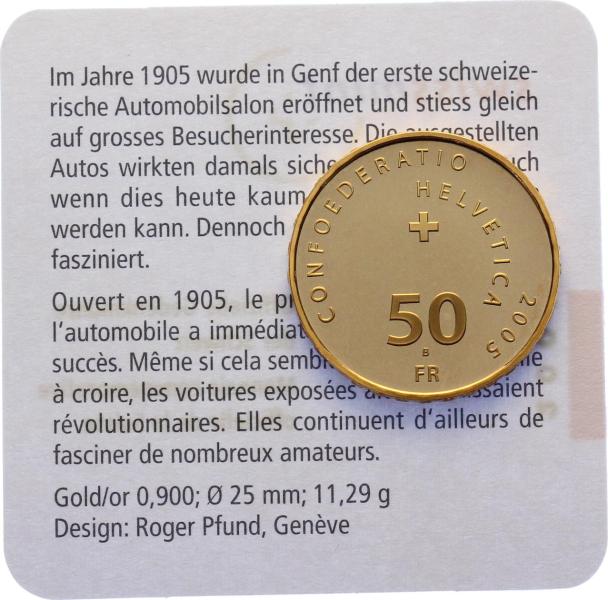 Im Jahre 1905 wurde in Genf der erste schweize-
rische Automobilsalon eröffnet und stiess gleich
auf grosses Besucherinteresse. Die ausgestellten
Autos wirkten damals
wenn dies heute kaum
werden kann. Dennoch
fasziniert.
Ouvert en 1905, le
l'automobile a
succès. Même si cela
à croire, les voitures exposées
révolutionnaires. Elles continuent d'ailleurs de
fasciner de nombreux amateurs.
Gold/or 0,900; Ø 25 mm; 11,29 g
Design: Roger Pfund, Genève
CONFOEDERATIO
HELVETICA 2005
50
B
FR